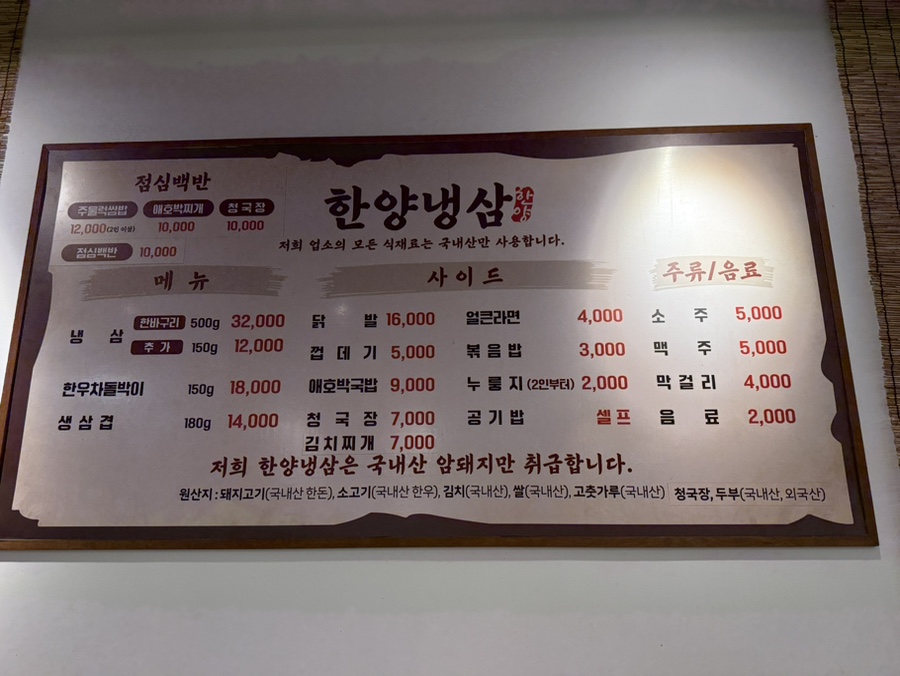 점심백반
주물럭쌈밥 애호박찌개 청국장
12,000(2인 이상) 10,000 10,000
점심백반 10,000
한양냉삼 한양
저희 업소의 모든 식재료는 국내산만 사용합니다.
메뉴
냉삼 한바구리 500g 32,000
추가 150g 12,000
한우차돌박이 150g 18,000
생삼겹 180g 14,000
사이드
닭발 16,000
껍데기 5,000
애호박국밥 9,000
청국장 7,000
김치찌개 7,000
얼큰라면 4,000
볶음밥 3,000
누룽지(2인부터) 2,000
공기밥 셀프
주류/음료
소주 5,000
맥주 5,000
막걸리 4,000
음료 2,000
저희 한양냉삼은 국내산 암돼지만 취급합니다.
원산지 : 돼지고기(국내산 한돈), 소고기(국내산 한우), 김치(국내산), 쌀(국내산), 고춧가루(국내산) 청국장, 두부(국내산, 외국산)